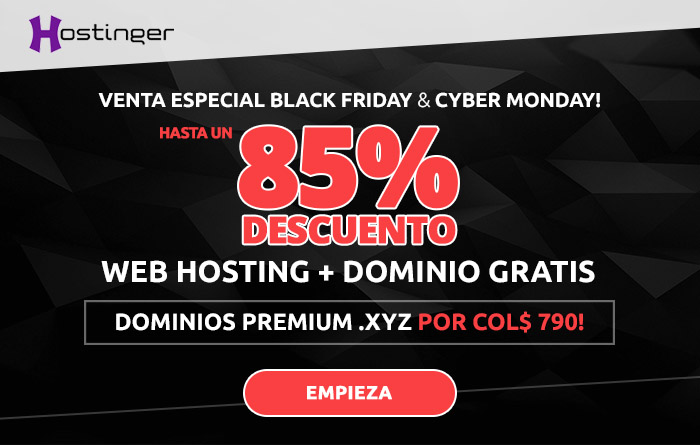 Hostinger
VENTA ESPECIAL BLACK FRIDAY & CYBER MONDAY!
HASTA UN
85%
DESCUENTO
WEB HOSTING + DOMINIO GRATIS
DOMINIOS PREMIUM .XYZ POR COL$ 790!
EMPIEZA